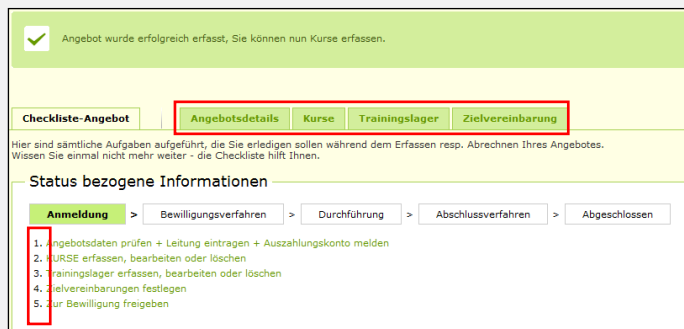 Angebot wurde erfolgreich erfasst, Sie können nun Kurse erfassen.
Checkliste-Angebot Angebotsdetails Kurse Trainingslager Zielvereinbarung
Hier sind sämtliche Aufgaben aufgeführt, die Sie erledigen sollen während dem Erfassen resp. Abrechnen Ihres Angebotes.
Wissen Sie einmal nicht mehr weiter - die Checkliste hilft Ihnen.
Status bezogene Informationen
Anmeldung > Bewilligungsverfahren > Durchführung > Abschlussverfahren > Abgeschlossen
1. Angebotsdaten prüfen + Leitung eintragen + Auszahlungskonto melden
2. KURSE erfassen, bearbeiten oder löschen
3. Trainingslager erfassen, bearbeiten oder löschen
4. Zielvereinbarungen festlegen
5. Zur Bewilligung freigeben